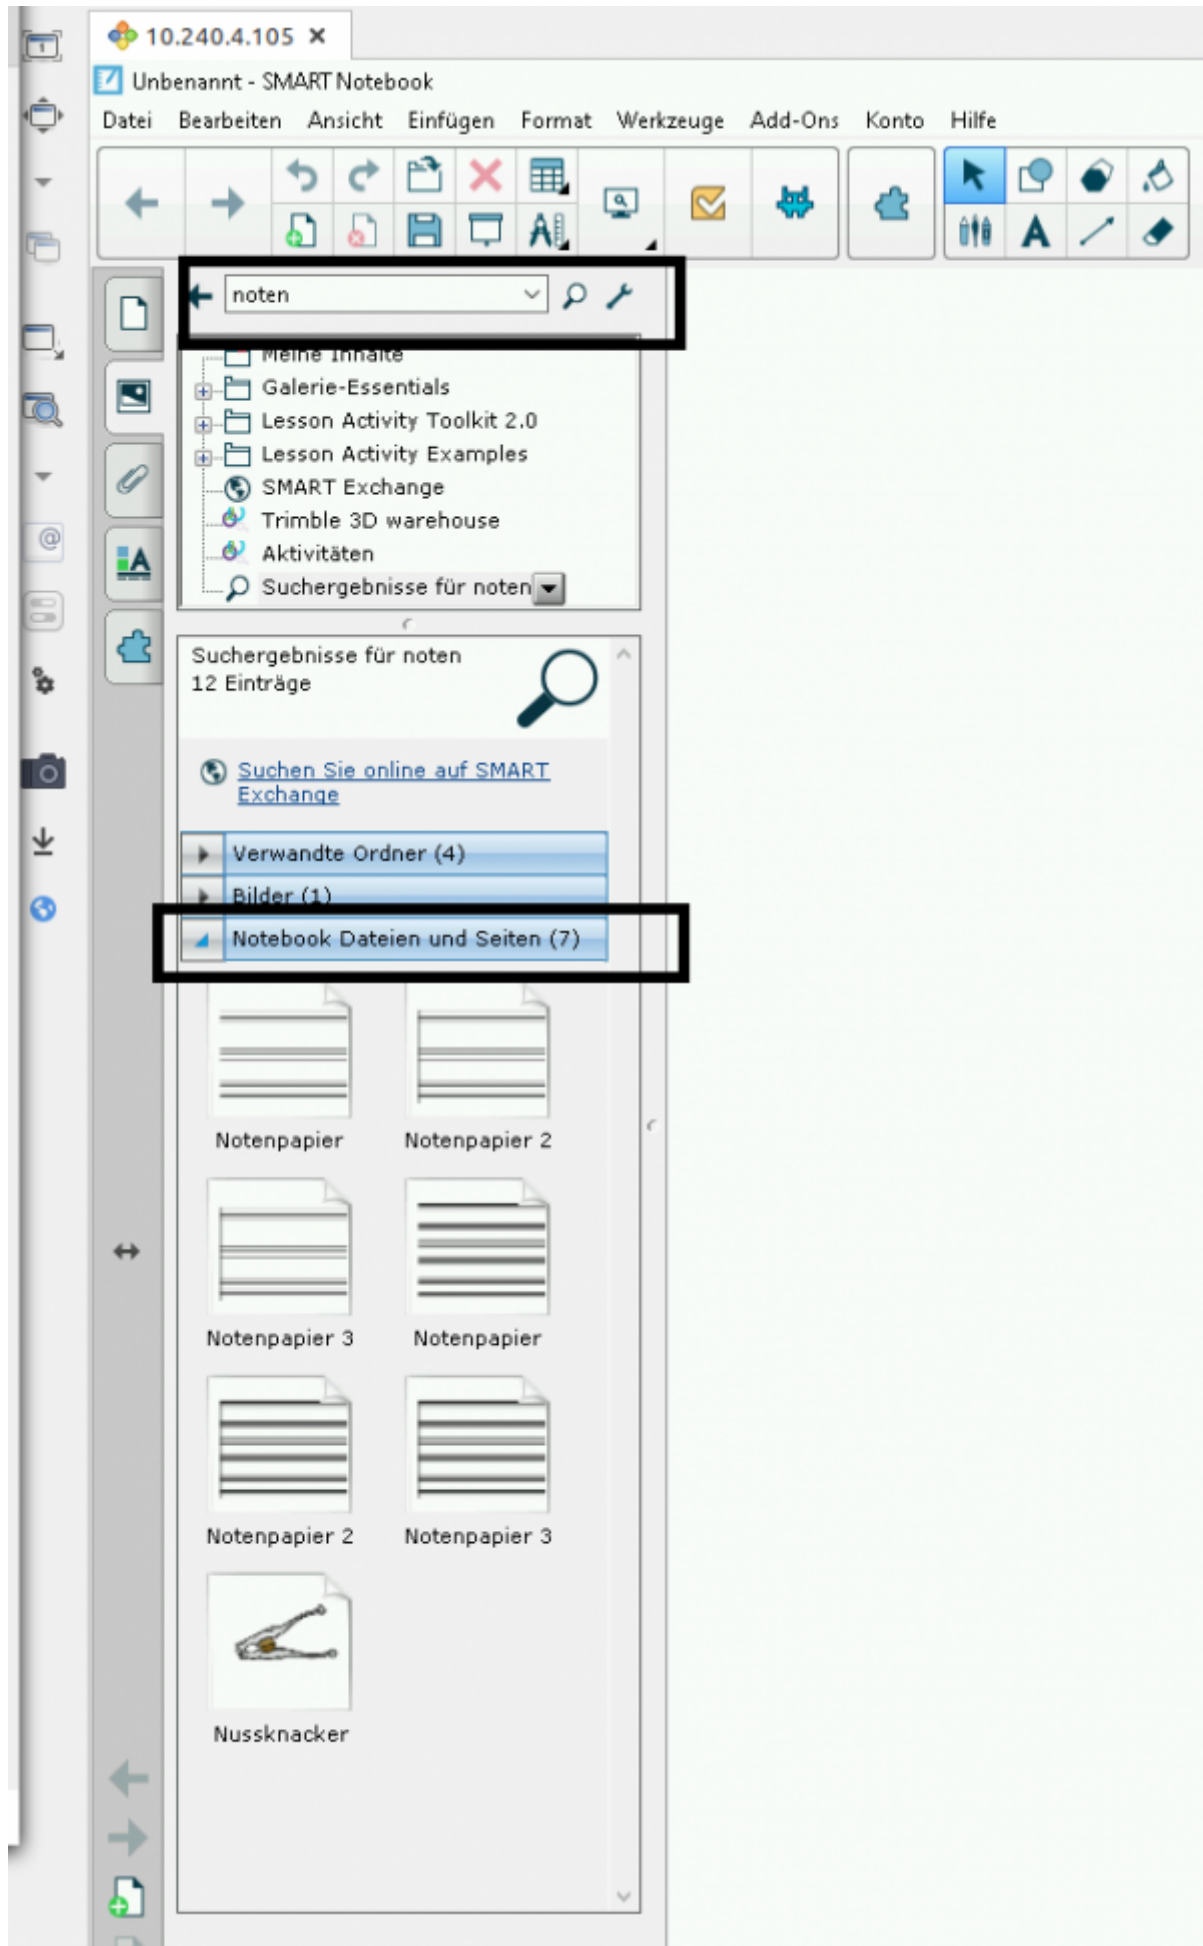 10.240.4.105
Unbenannt - SMART Notebook
Datei Bearbeiten Ansicht Einfügen Format Werkzeuge Add-Ons Konto Hilfe
noten
Meine Inhalte
Galerie-Essentials
Lesson Activity Toolkit 2.0
Lesson Activity Examples
SMART Exchange
Trimble 3D warehouse
Aktivitäten
Suchergebnisse für noten
Suchergebnisse für noten
12 Einträge
Suchen Sie online auf SMART
Exchange
Verwandte Ordner (4)
Bilder (1)
Notebook Dateien und Seiten (7)
Notenpapier Notenpapier 2
Notenpapier 3 Notenpapier
Notenpapier 2 Notenpapier 3
Nussknacker